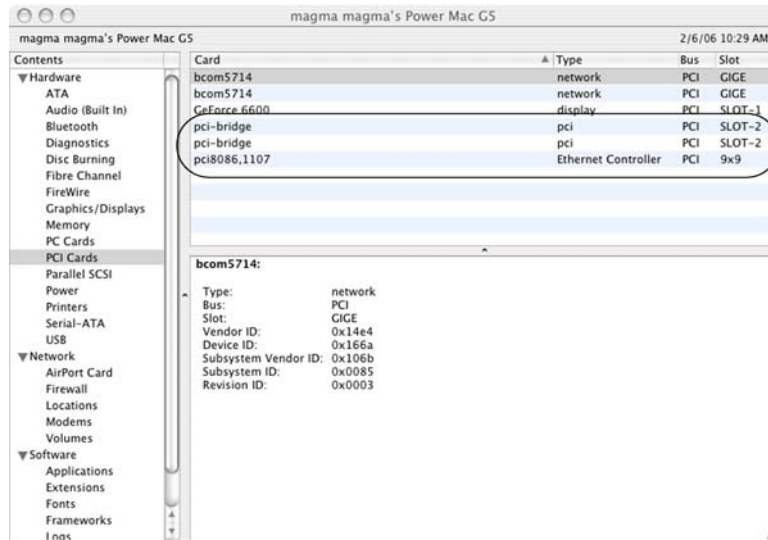 magma magma's Power Mac G5
magma magma's Power Mac G5 2/6/06 10:29 AM
Contents
▼Hardware
ATA
Audio (Built In)
Bluetooth
Diagnostics
Disc Burning
Fibre Channel
FireWire
Graphics/Displays
Memory
PC Cards
PCI Cards
Parallel SCSI
Power
Printers
Serial-ATA
USB
▼Network
AirPort Card
Firewall
Locations
Modems
Volumes
▼Software
Applications
Extensions
Fonts
Frameworks
Logs
Card Type Bus Slot
bcom5714 network PCI GIGE
bcom5714 network PCI GIGE
GeForce 6600 display PCI SLOT-1
pci-bridge pci PCI SLOT-2
pci-bridge pci PCI SLOT-2
pci8086,1107 Ethernet Controller PCI 9x9
bcom5714:
Type: network
Bus: PCI
Slot: GIGE
Vendor ID: 0x14e4
Device ID: 0x166a
Subsystem Vendor ID: 0x106b
Subsystem ID: 0x0085
Revision ID: 0x0003